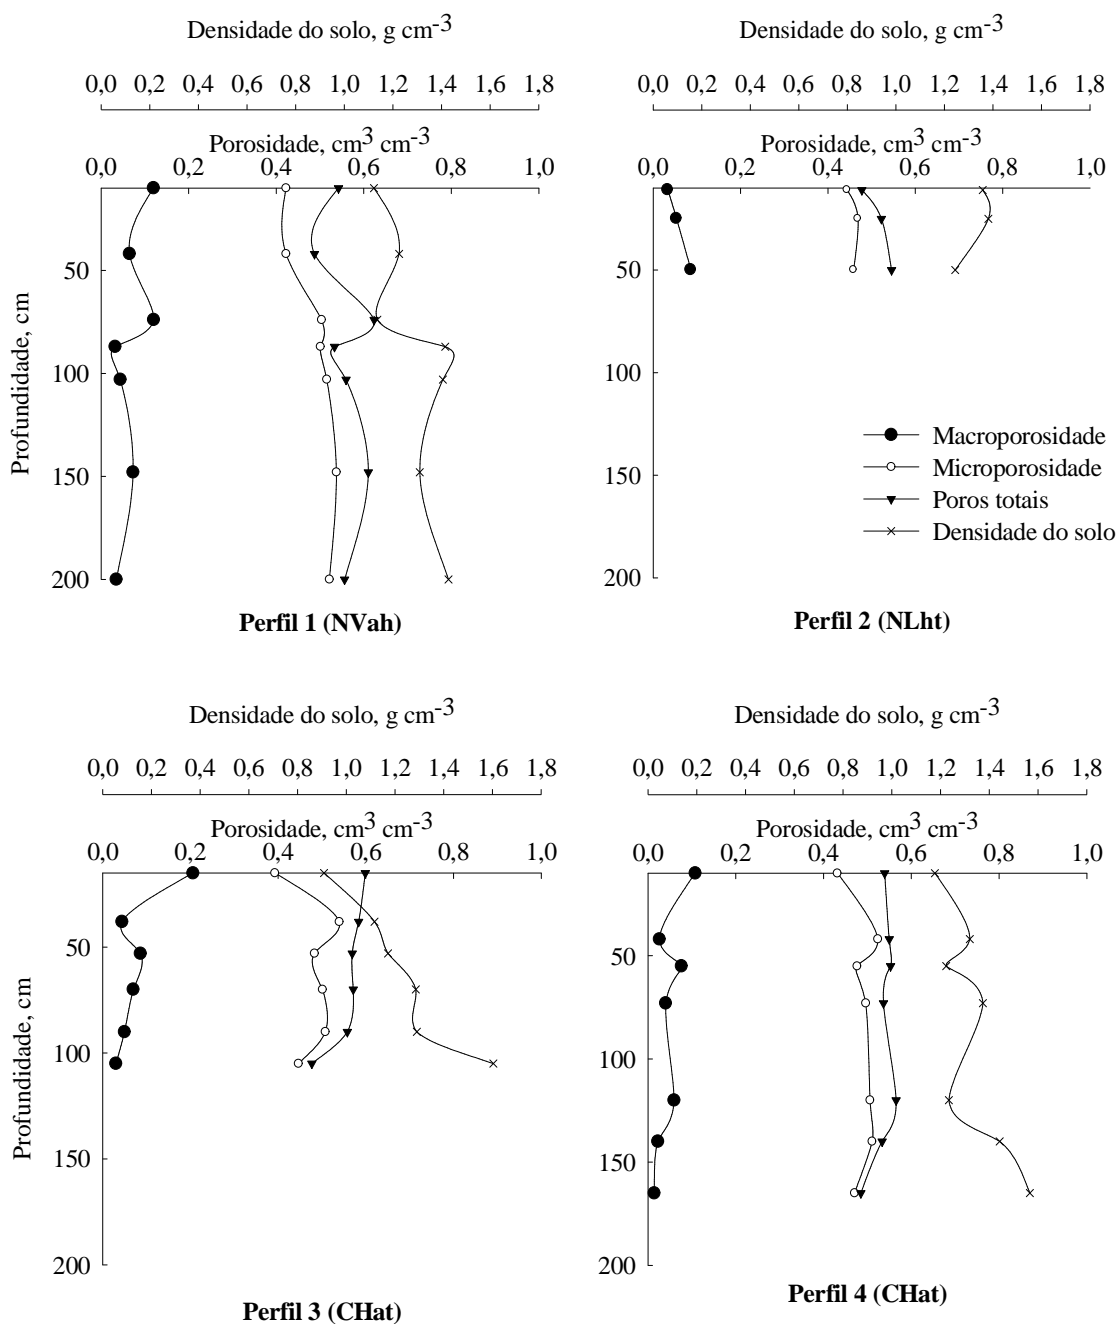 Densidade do solo, g cm-3
0,0 0,2 0,4 0,6 0,8 1,0 1,2 1,4 1,6 1,8
Porosidade, cm3 cm-3
0,0 0,2 0,4 0,6 0,8 1,0
Profundidade, cm
50
100
150
200
Perfil 1 (NVah)
Densidade do solo, g cm-3
0,0 0,2 0,4 0,6 0,8 1,0 1,2 1,4 1,6 1,8
Porosidade, cm3 cm-3
0,0 0,2 0,4 0,6 0,8 1,0
50
100
150
200
Macroporosidade
Microporosidade
Poros totais
Densidade do solo
Perfil 2 (NLht)
Densidade do solo, g cm-3
0,0 0,2 0,4 0,6 0,8 1,0 1,2 1,4 1,6 1,8
Porosidade, cm3 cm-3
0,0 0,2 0,4 0,6 0,8 1,0
Profundidade, cm
50
100
150
200
Perfil 3 (CHat)
Densidade do solo, g cm-3
0,0 0,2 0,4 0,6 0,8 1,0 1,2 1,4 1,6 1,8
Porosidade, cm3 cm-3
0,0 0,2 0,4 0,6 0,8 1,0
50
100
150
200
Perfil 4 (CHat)